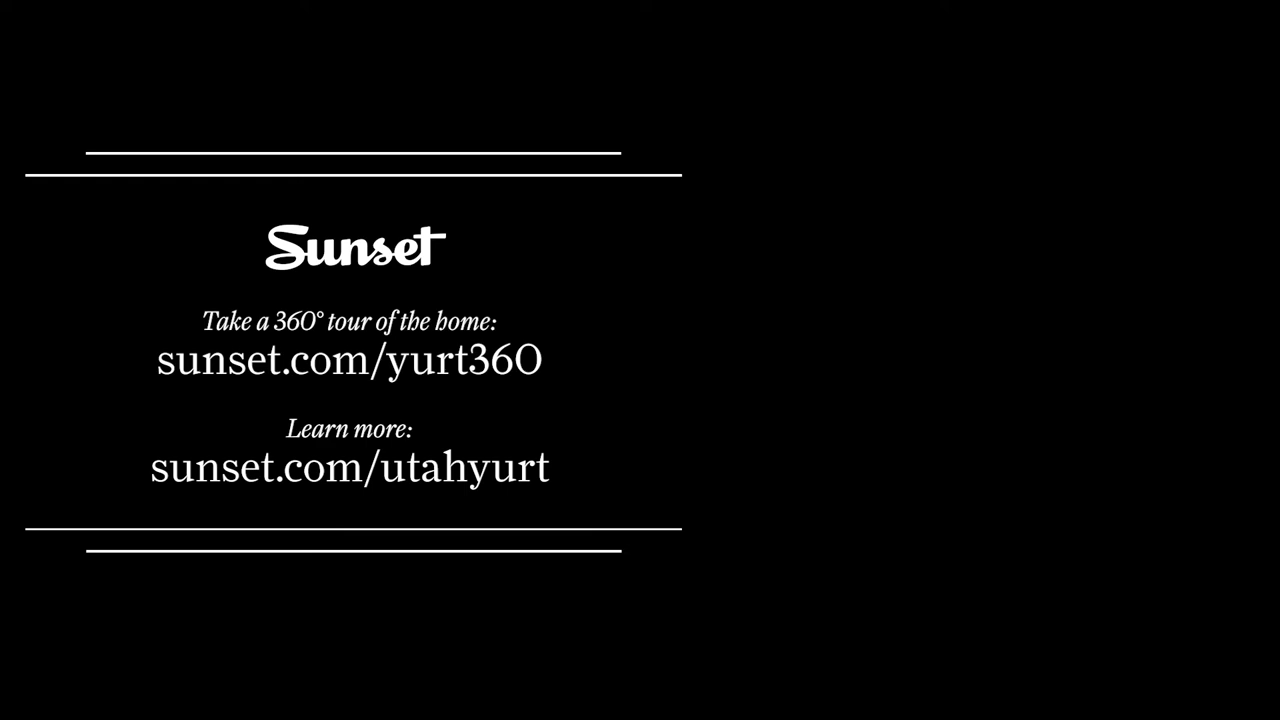 Sunset
Take a 360° tour of the home:
sunset.com/yurt360
Learn more:
sunset.com/utahyurt